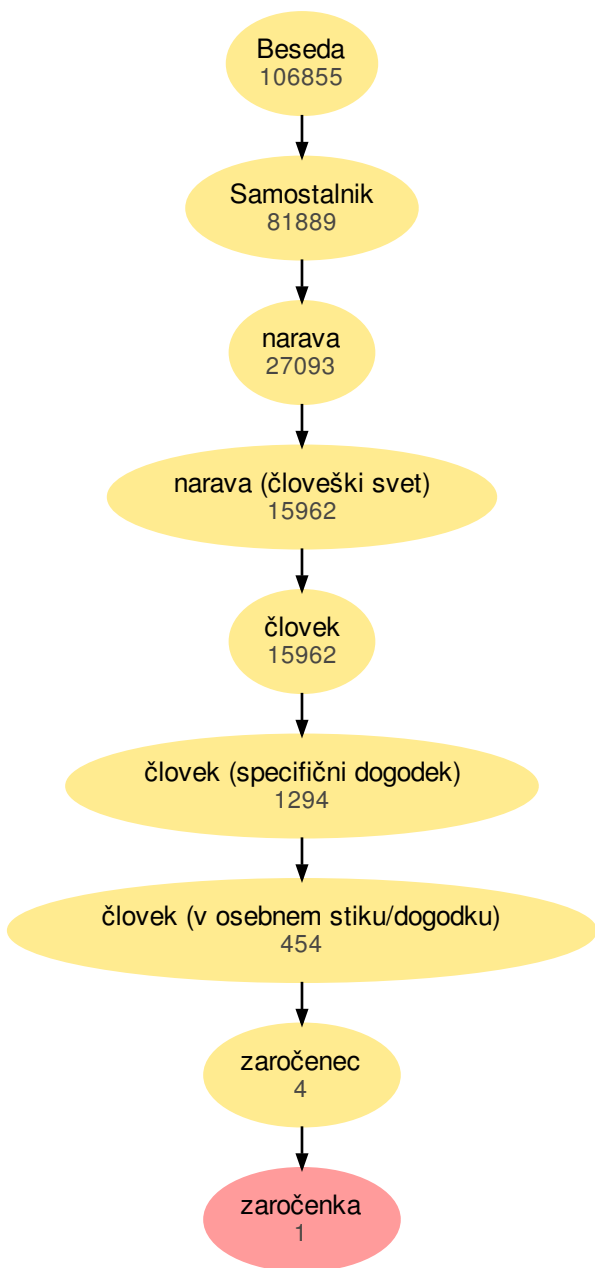 Beseda
106855
Samostalnik
81889
narava
27093
narava (človeški svet)
15962
človek
15962
človek (specifični dogodek)
1294
človek (v osebnem stiku/dogodku)
454
zaročenec
4
zaročenka
1